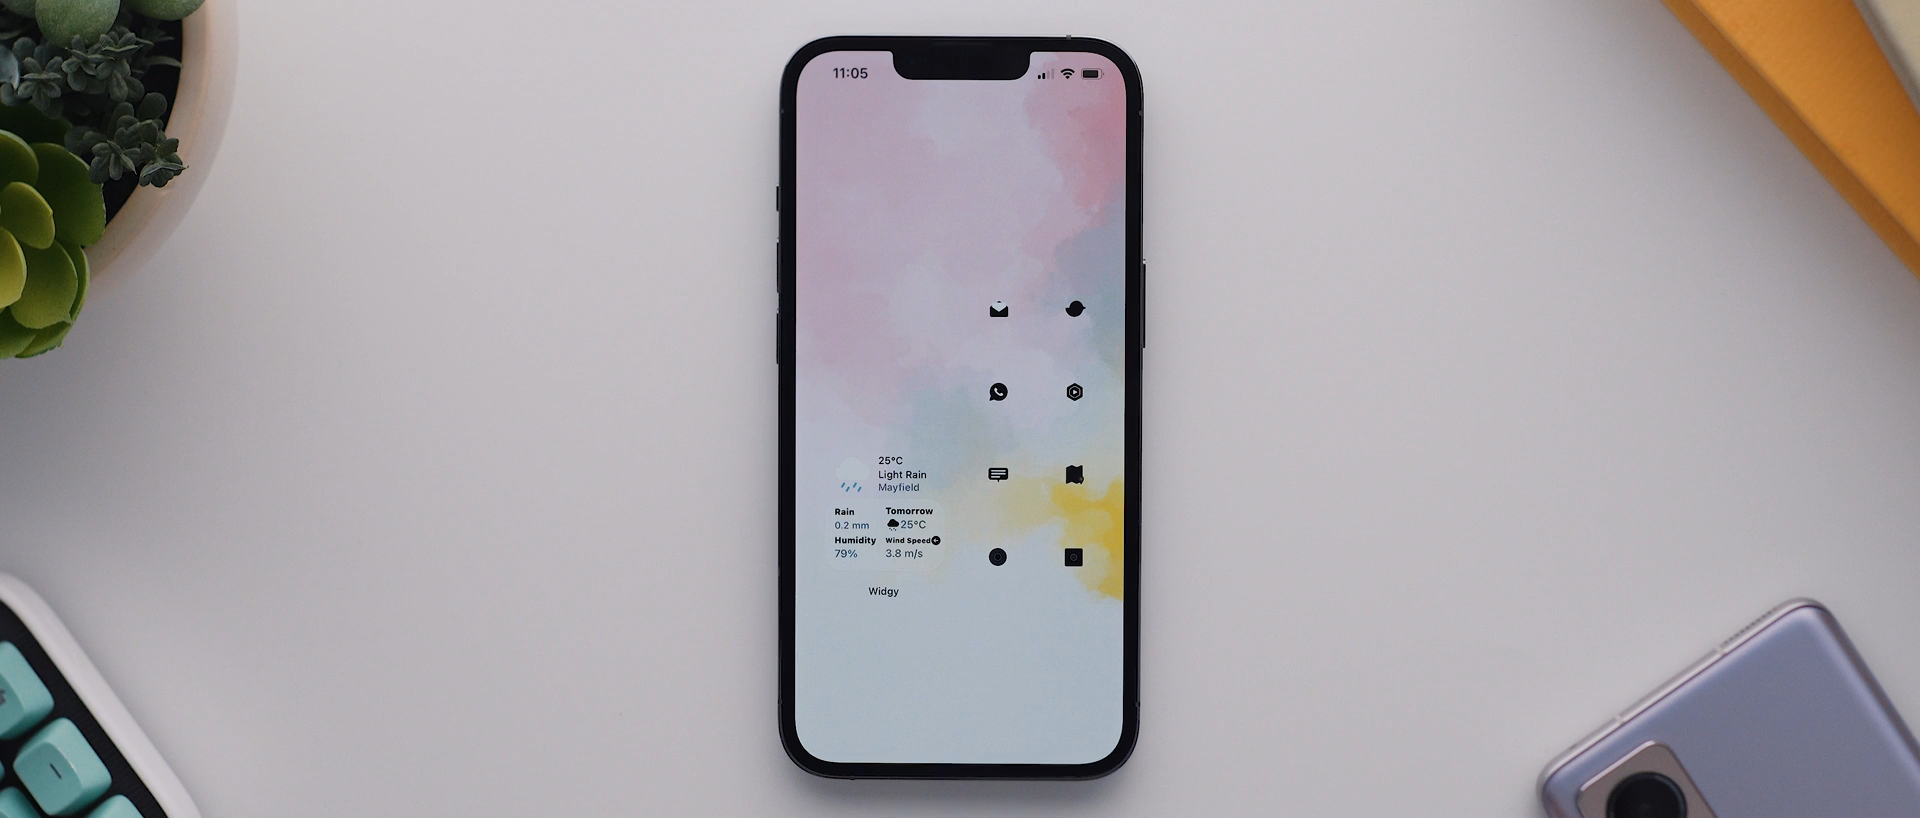 11:05
25°C
Light Rain
Mayfield
Rain
Tomorrow
0.2 mm
25°C
Humidity
Wind Speed
79%
3.8 m/s
Widgy